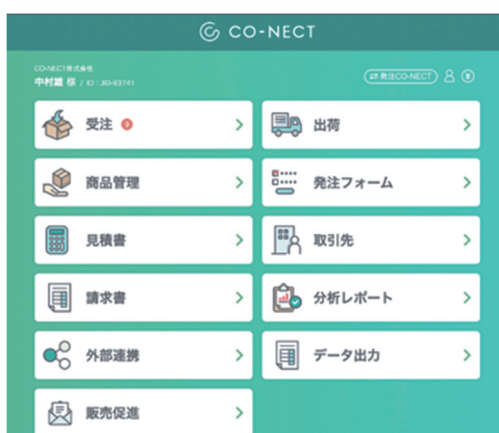 CO-NECT
CO-NECT株式会社
中村雄 様 / ID : JIO-93741
発注CO-NECT
受注
出荷
商品管理
発注フォーム
見積書
取引先
請求書
分析レポート
外部連携
データ出力
販売促進